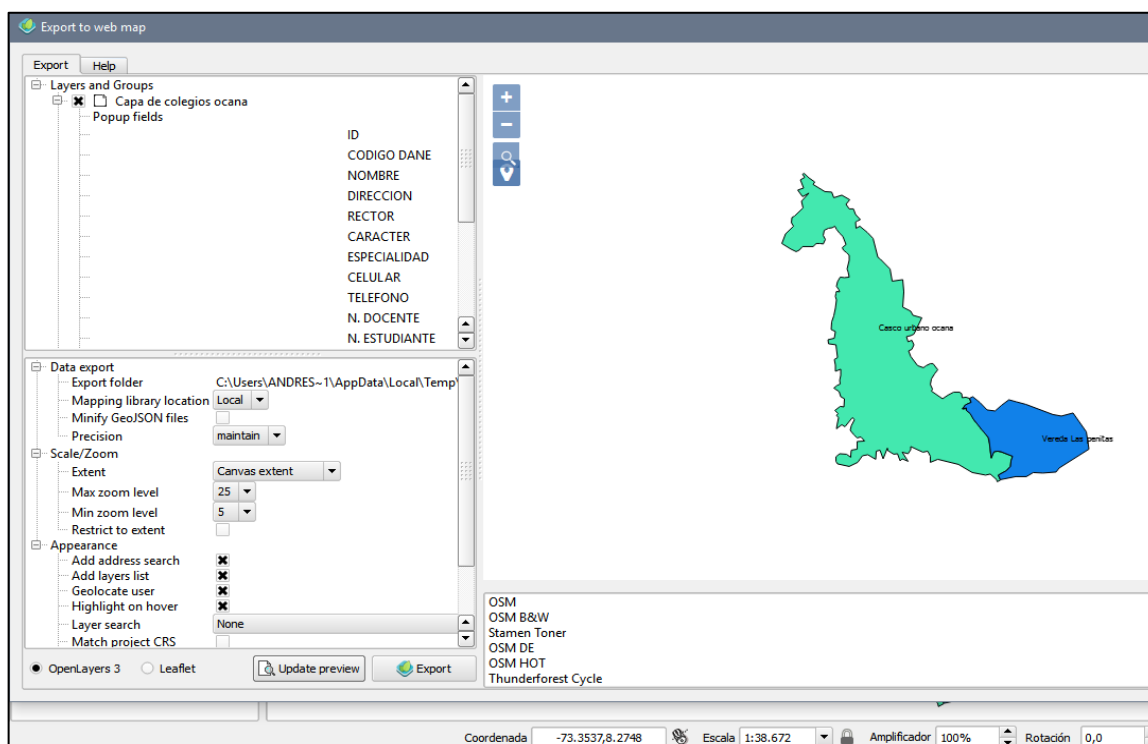 Export to web map
Export Help
Layers and Groups
Capa de colegios ocana
Popup fields
ID
CODIGO DANE
NOMBRE
DIRECCION
RECTOR
CARACTER
ESPECIALIDAD
CELULAR
TELEFONO
N. DOCENTE
N. ESTUDIANTE
Data export
Export folder C:\Users\ANDRES~1\AppData\Local\Temp\
Mapping library location Local
Minify GeoJSON files
Precision maintain
Scale/Zoom
Extent Canvas extent
Max zoom level 25
Min zoom level 5
Restrict to extent
Appearance
Add address search
Add layers list
Geolocate user
Highlight on hover
Layer search None
Match project CRS
OpenLayers 3 Leaflet Update preview Export
Casco urbano ocana
Vereda Las penitas
OSM
OSM B&W
Stamen Toner
OSM DE
OSM HOT
Thunderforest Cycle
Coordenada -73.3537,8.2748 Escala 1:38.672 Amplificador 100% Rotación 0,0